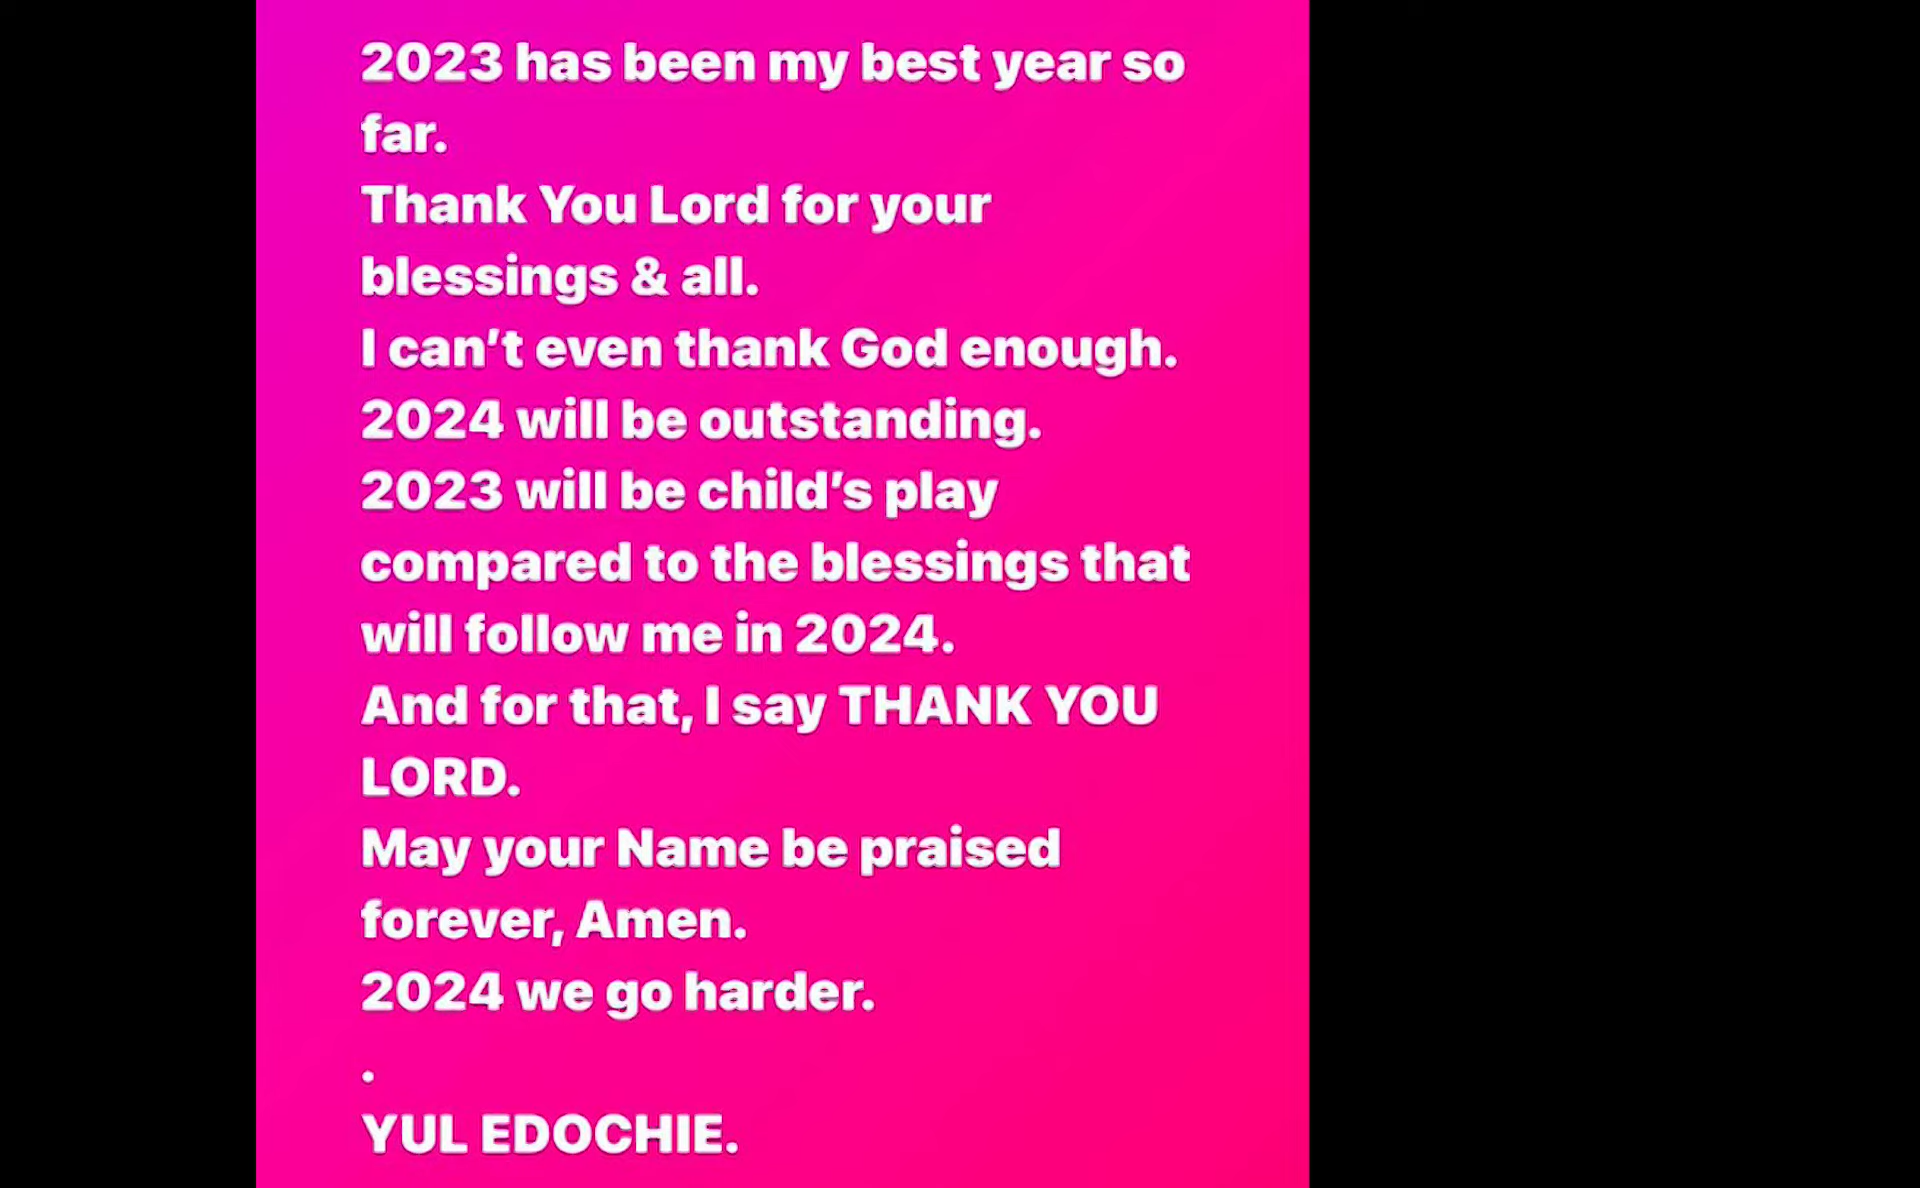 2023 has been my best year so
far.
Thank You Lord for your
blessings & all.
I can’t even thank God enough.
2024 will be outstanding.
2023 will be child’s play
compared to the blessings that
will follow me in 2024.
And for that, I say THANK YOU
LORD.
May your Name be praised
forever, Amen.
2024 we go harder.
.
YUL EDOCHIE.